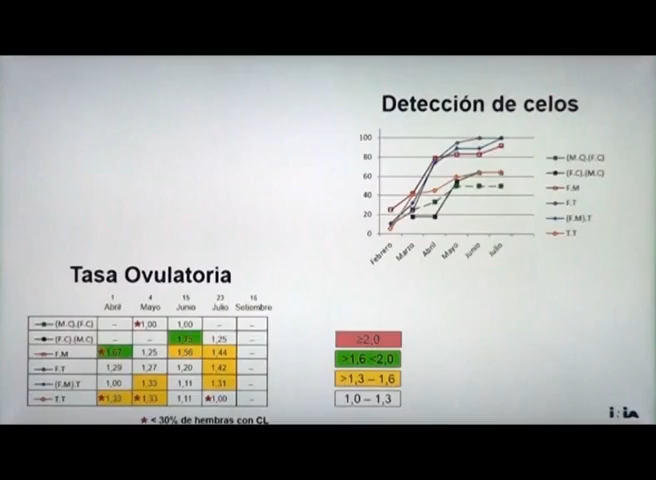 Detección de celos
100
80
60
40
20
0
Febrero
Marzo
Abril
Mayo
Junio
Julio
(M.C).(F.C)
(F.C).(M.C)
F.M
F.T
(F.M).T
T.T
Tasa Ovulatoria
1 4 15 23 16
Abril Mayo Junio Julio Setiembre
(M.C).(F.C) – ★1,00 1,00 – –
(F.C).(M.C) – – 1,25 –
F.M ★1,67 1,25 1,56 1,44 –
F.T 1,29 1,27 1,20 1,42 –
(F.M).T 1,00 1,33 1,11 1,31 –
T.T ★1,33 ★1,33 1,11 ★1,00 –
★ < 30% de hembras con CL
≥2,0
>1,6 <2,0
>1,3 – 1,6
1,0 – 1,3